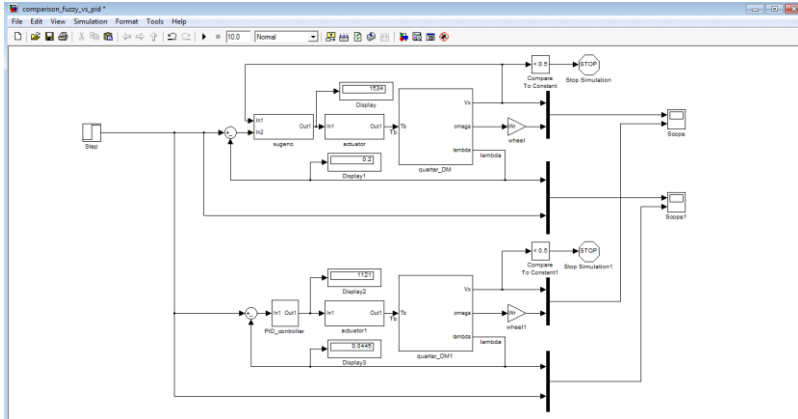 comparison_fuzzy_vs_pid *
File Edit View Simulation Format Tools Help
10.0 Normal
< 0.5
STOP
Compare
To Constant
Stop Simulation
1534
Display
Vx
In1
In2
Out1
sugeno
In1 Out1
actuator
Tb
Tb
omega
lambda
quarter_DM
wheel
lambda
Scope
Step
0.2
Display1
Scope1
< 0.5
STOP
Compare
To Constant1
Stop Simulation1
1121
Display2
Vx
In1 Out1
PID_controller
In1 Out1
actuator1
Tb
Tb
omega
lambda
quarter_DM1
wheel1
lambda
0.0445
Display3